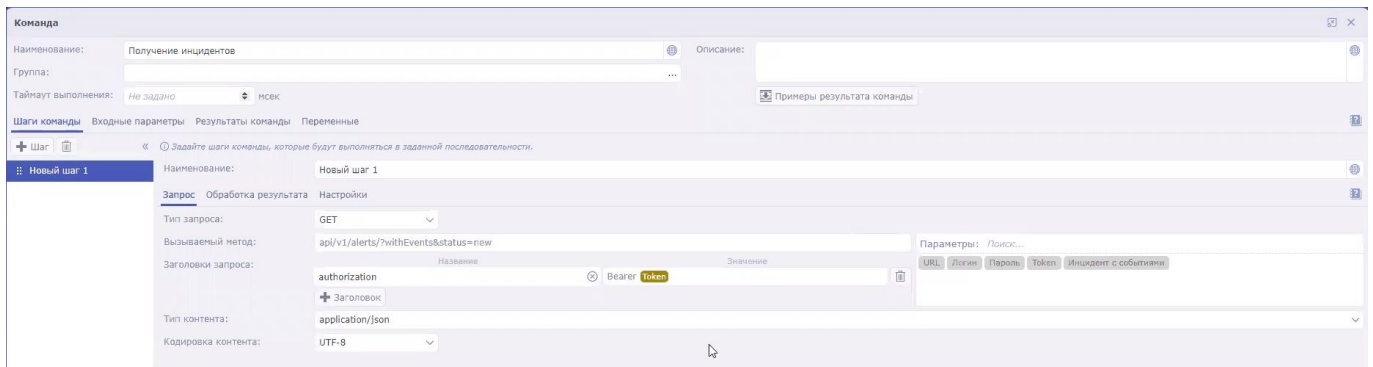 Команда
Наименование: Получение инцидентов Описание:
Группа: ...
Таймаут выполнения: Не задано мсек Примеры результата команды
Шаги команды Входные параметры Результаты команды Переменные
Шаг « Задайте шаги команды, которые будут выполняться в заданной последовательности.
Новый шаг 1 Наименование: Новый шаг 1
Запрос Обработка результата Настройки
Тип запроса: GET
Вызываемый метод: api/v1/alerts/?withEvents&status=new Параметры: Поиск...
Заголовки запроса: Название Значение URL Логин Пароль Token Инцидент с событиями
authorization Bearer Token
Заголовок
Тип контента: application/json
Кодировка контента: UTF-8